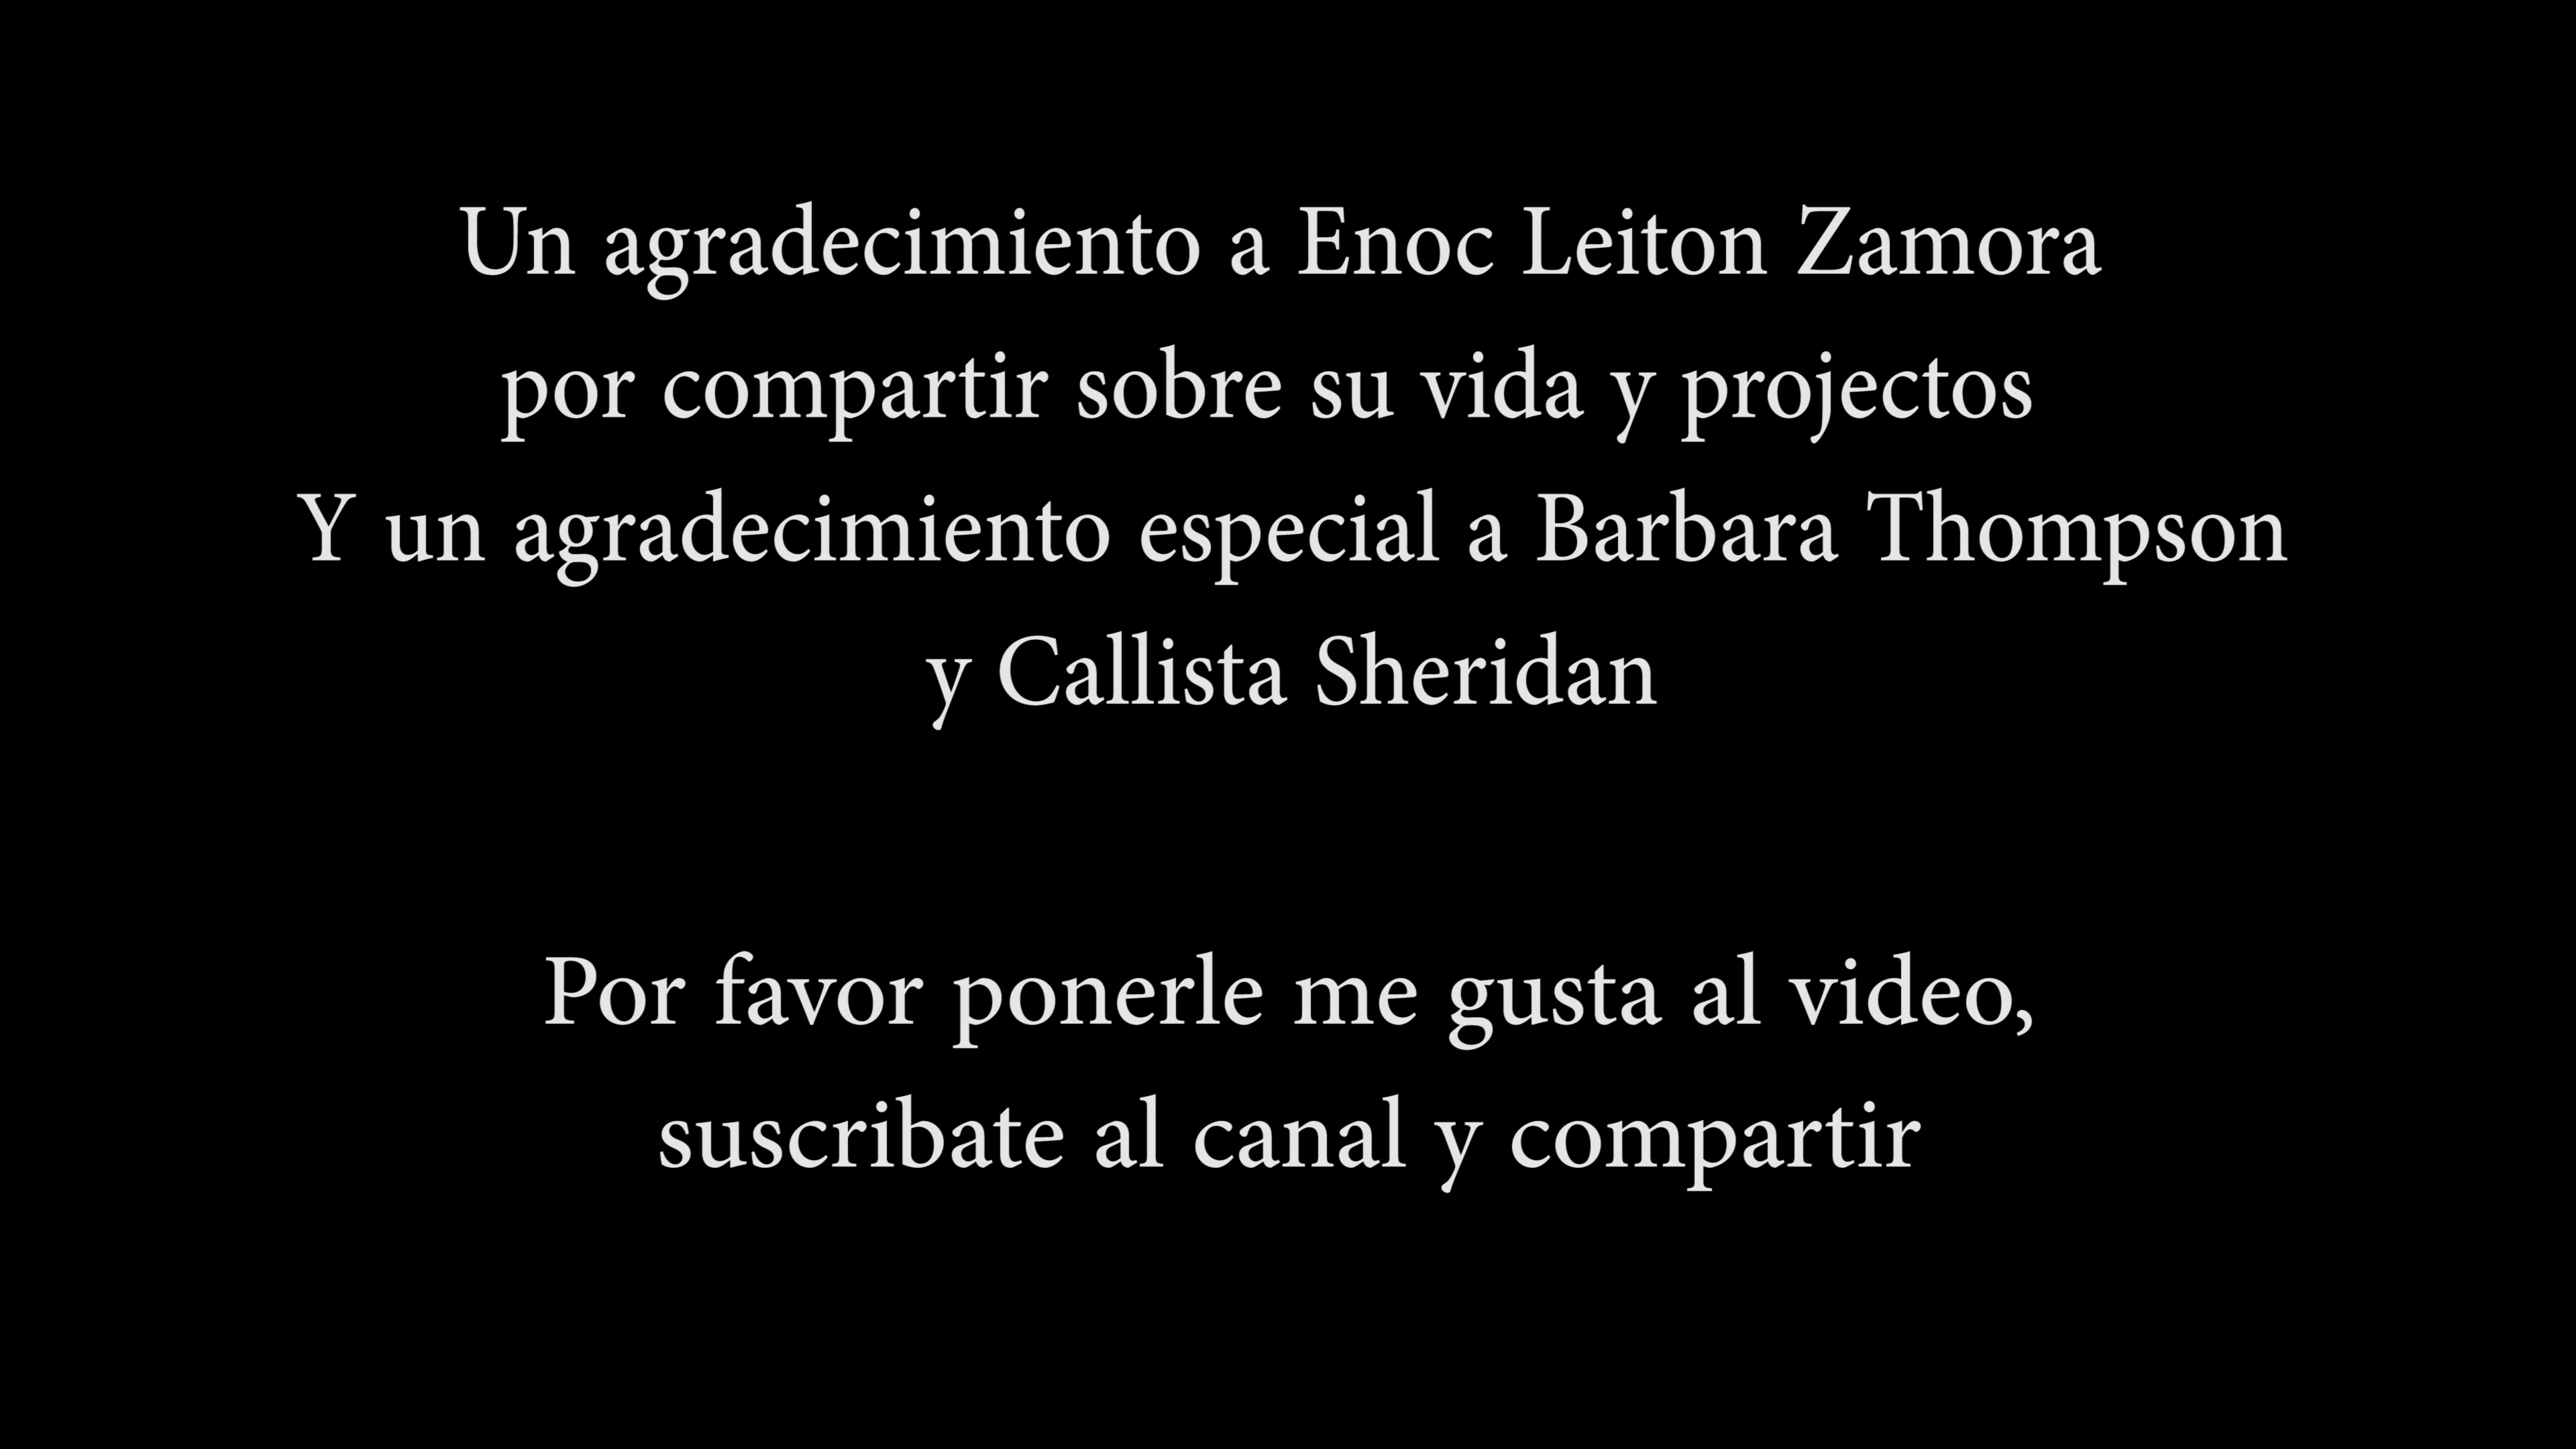 Un agradecimiento a Enoc Leiton Zamora
por compartir sobre su vida y projectos
Y un agradecimiento especial a Barbara Thompson
y Callista Sheridan
Por favor ponerle me gusta al video,
suscribate al canal y compartir